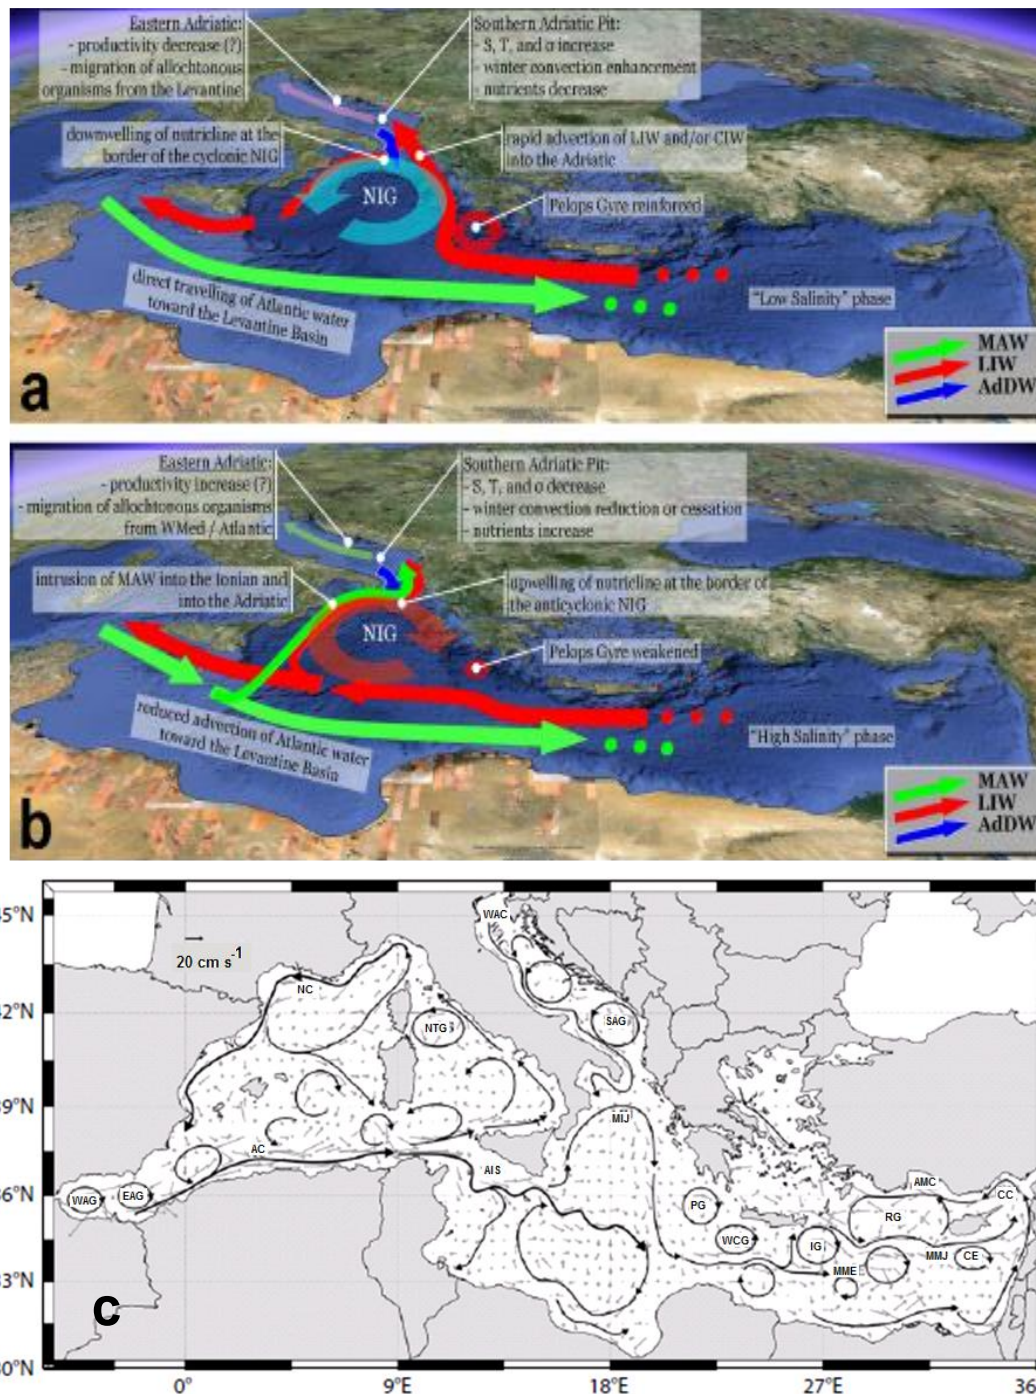 Eastern Adriatic:
- productivity decrease (?)
- migration of allochtonous
organisms from the Levantine
Southern Adriatic Pit:
- S, T, and σ increase
- winter convection enhancement
- nutrients decrease
downwelling of nutricline at the
border of the cyclonic NIG
rapid advection of LIW and/or CIW
into the Adriatic
NIG
Pelops Gyre reinforced
direct travelling of Atlantic water
toward the Levantine Basin
"Low Salinity" phase
MAW
LIW
AdDW
a
Eastern Adriatic:
- productivity increase (?)
- migration of allochtonous organisms
from WMed / Atlantic
Southern Adriatic Pit:
- S, T, and σ decrease
- winter convection reduction or cessation
- nutrients increase
intrusion of MAW into the Ionian and
into the Adriatic
upwelling of nutricline at the border of
the anticyclonic NIG
NIG
Pelops Gyre weakened
reduced advection of Atlantic water
toward the Levantine Basin
"High Salinity" phase
MAW
LIW
AdDW
b
45°N
WAC
20 cm s-1
NC
42°N
NTG
SAG
39°N
MIJ
AC
AIS
36°N
WAG
EAG
PG
AMC
CC
RG
WCG
IG
MMJ
CE
33°N
MME
c
30°N
0°
9°E
18°E
27°E
36